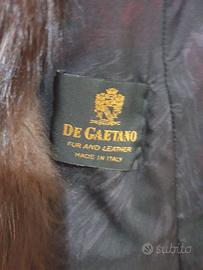 DE GAETANO
FUR AND LEATHER
MADE IN ITALY
subito